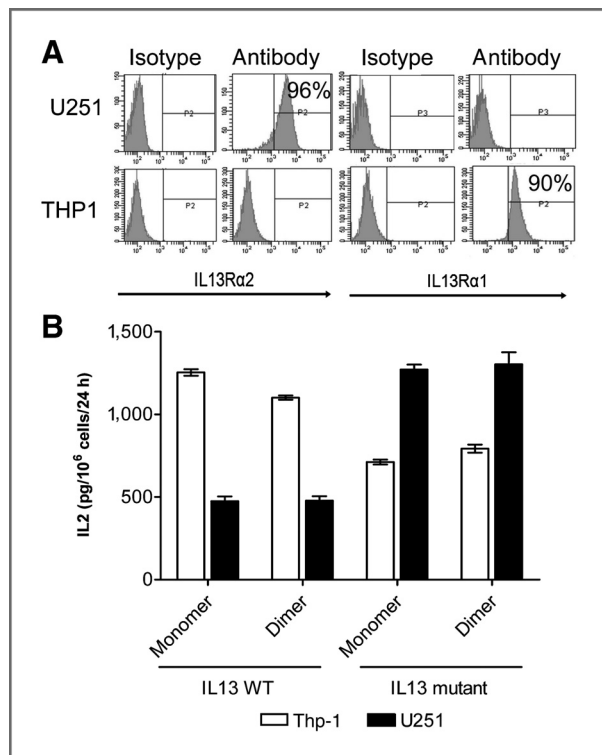 A
Isotype Antibody Isotype Antibody
U251
96%
P2 P2 P3 P3
THP1
90%
P2 P2 P2 P2
IL13Rα2 IL13Rα1
B
IL2 (pg/10⁶ cells/24 h)
1,500
1,000
500
0
Monomer Dimer Monomer Dimer
IL13 WT IL13 mutant
Thp-1 U251